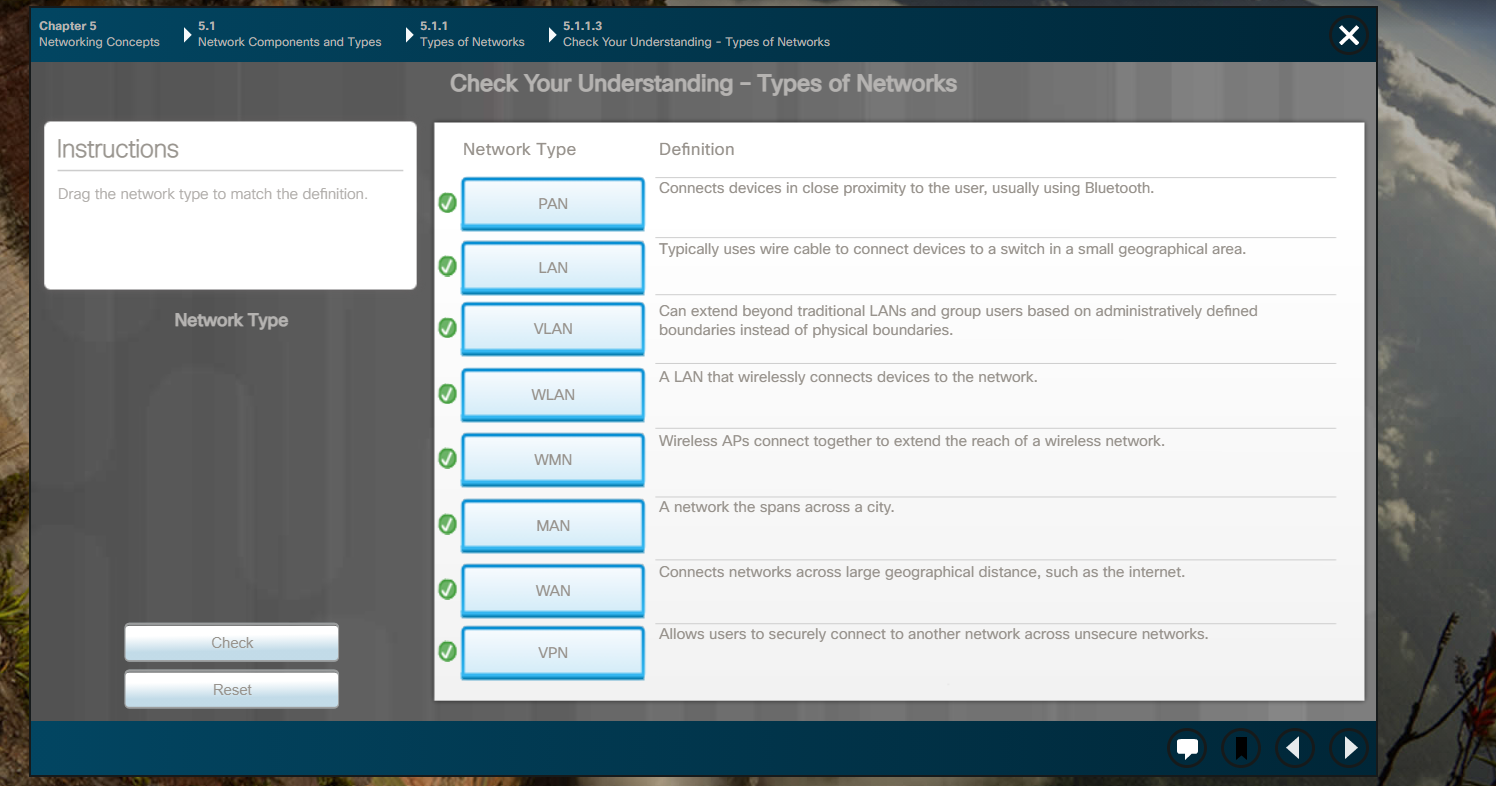 Chapter 5
Networking Concepts
5.1
Network Components and Types
5.1.1
Types of Networks
5.1.1.3
Check Your Understanding - Types of Networks
Check Your Understanding – Types of Networks
Instructions
Drag the network type to match the definition.
Network Type
Check
Reset
Network Type Definition
PAN Connects devices in close proximity to the user, usually using Bluetooth.
LAN Typically uses wire cable to connect devices to a switch in a small geographical area.
VLAN Can extend beyond traditional LANs and group users based on administratively defined
boundaries instead of physical boundaries.
WLAN A LAN that wirelessly connects devices to the network.
WMN Wireless APs connect together to extend the reach of a wireless network.
MAN A network the spans across a city.
WAN Connects networks across large geographical distance, such as the internet.
VPN Allows users to securely connect to another network across unsecure networks.